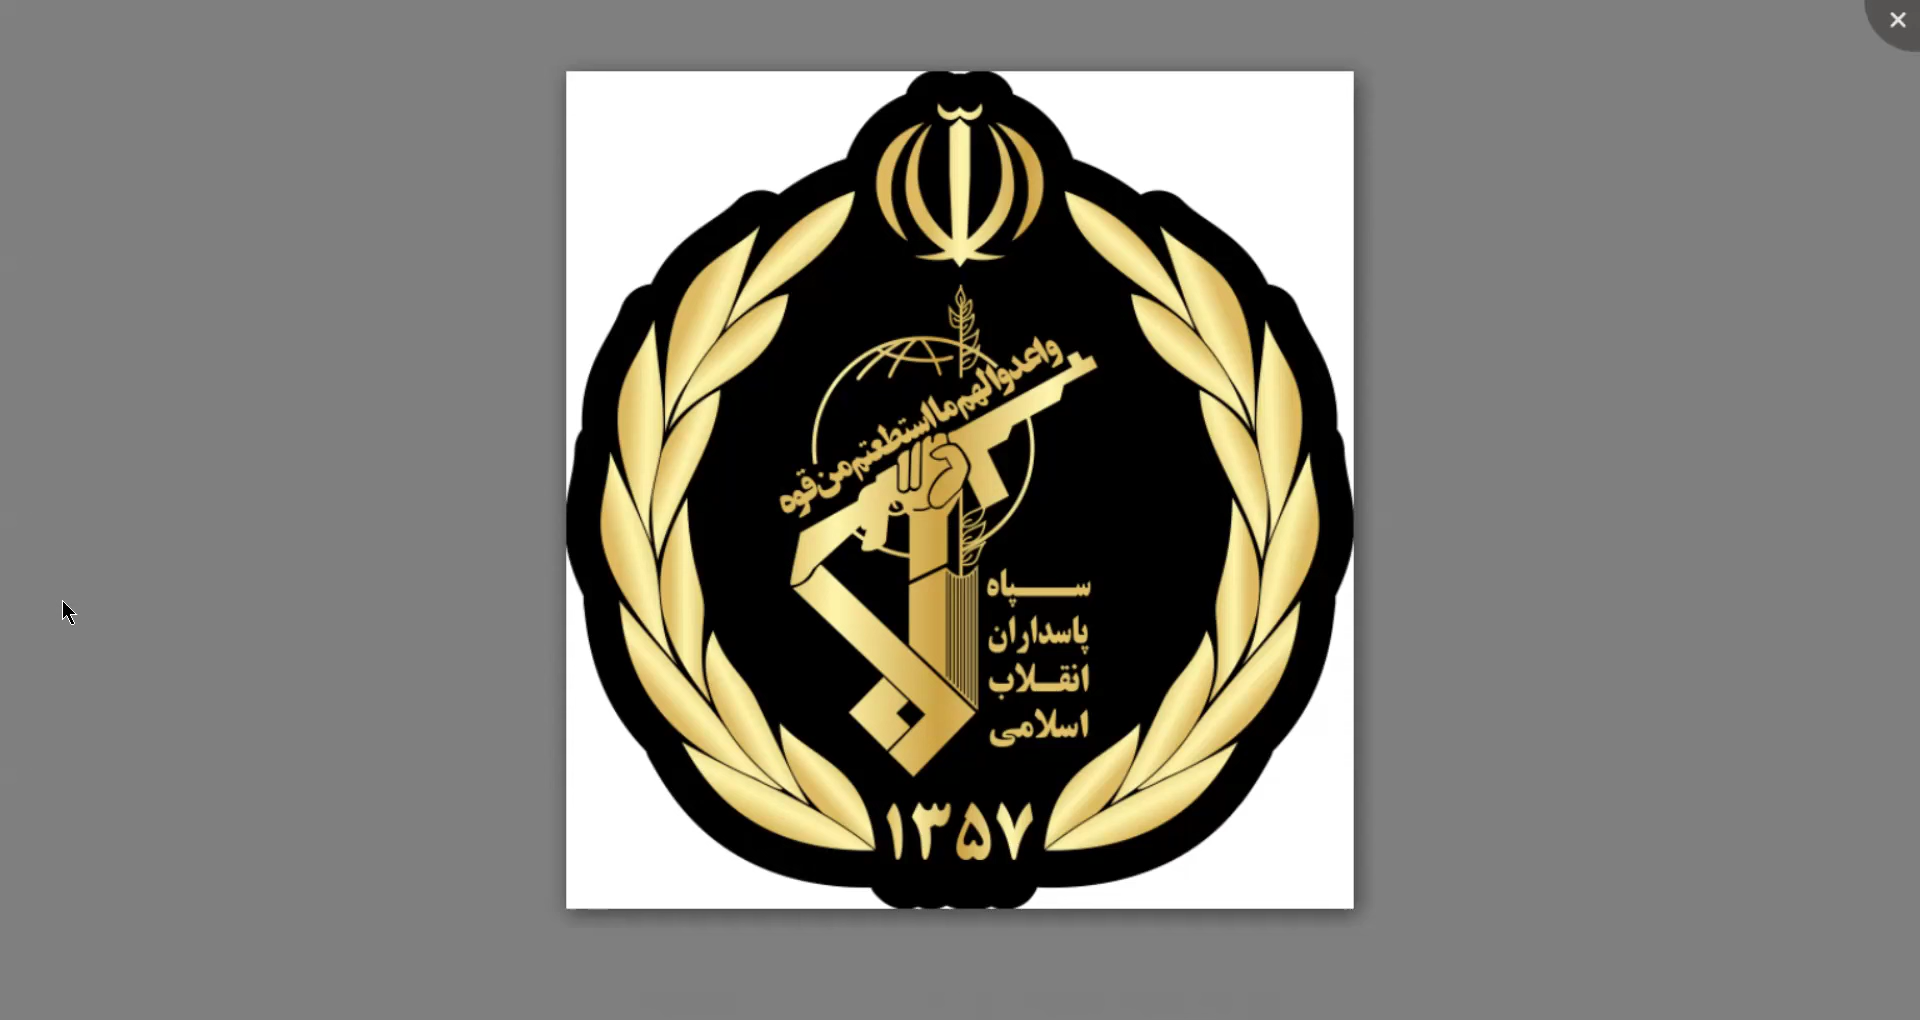 واعدوا لهم ما استطعتم من قوه
سپاه
پاسداران
انقلاب
اسلامی
۱۳۵۷